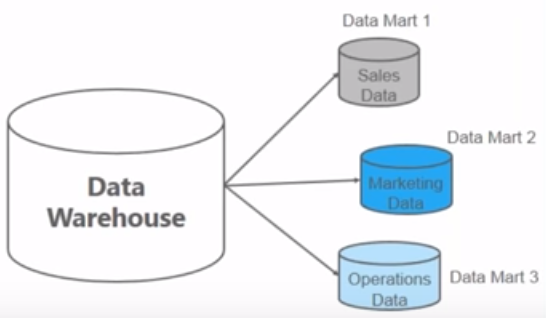 Data Mart 1
Sales
Data
Data Mart 2
Data
Warehouse
Marketing
Data
Operations
Data
Data Mart 3